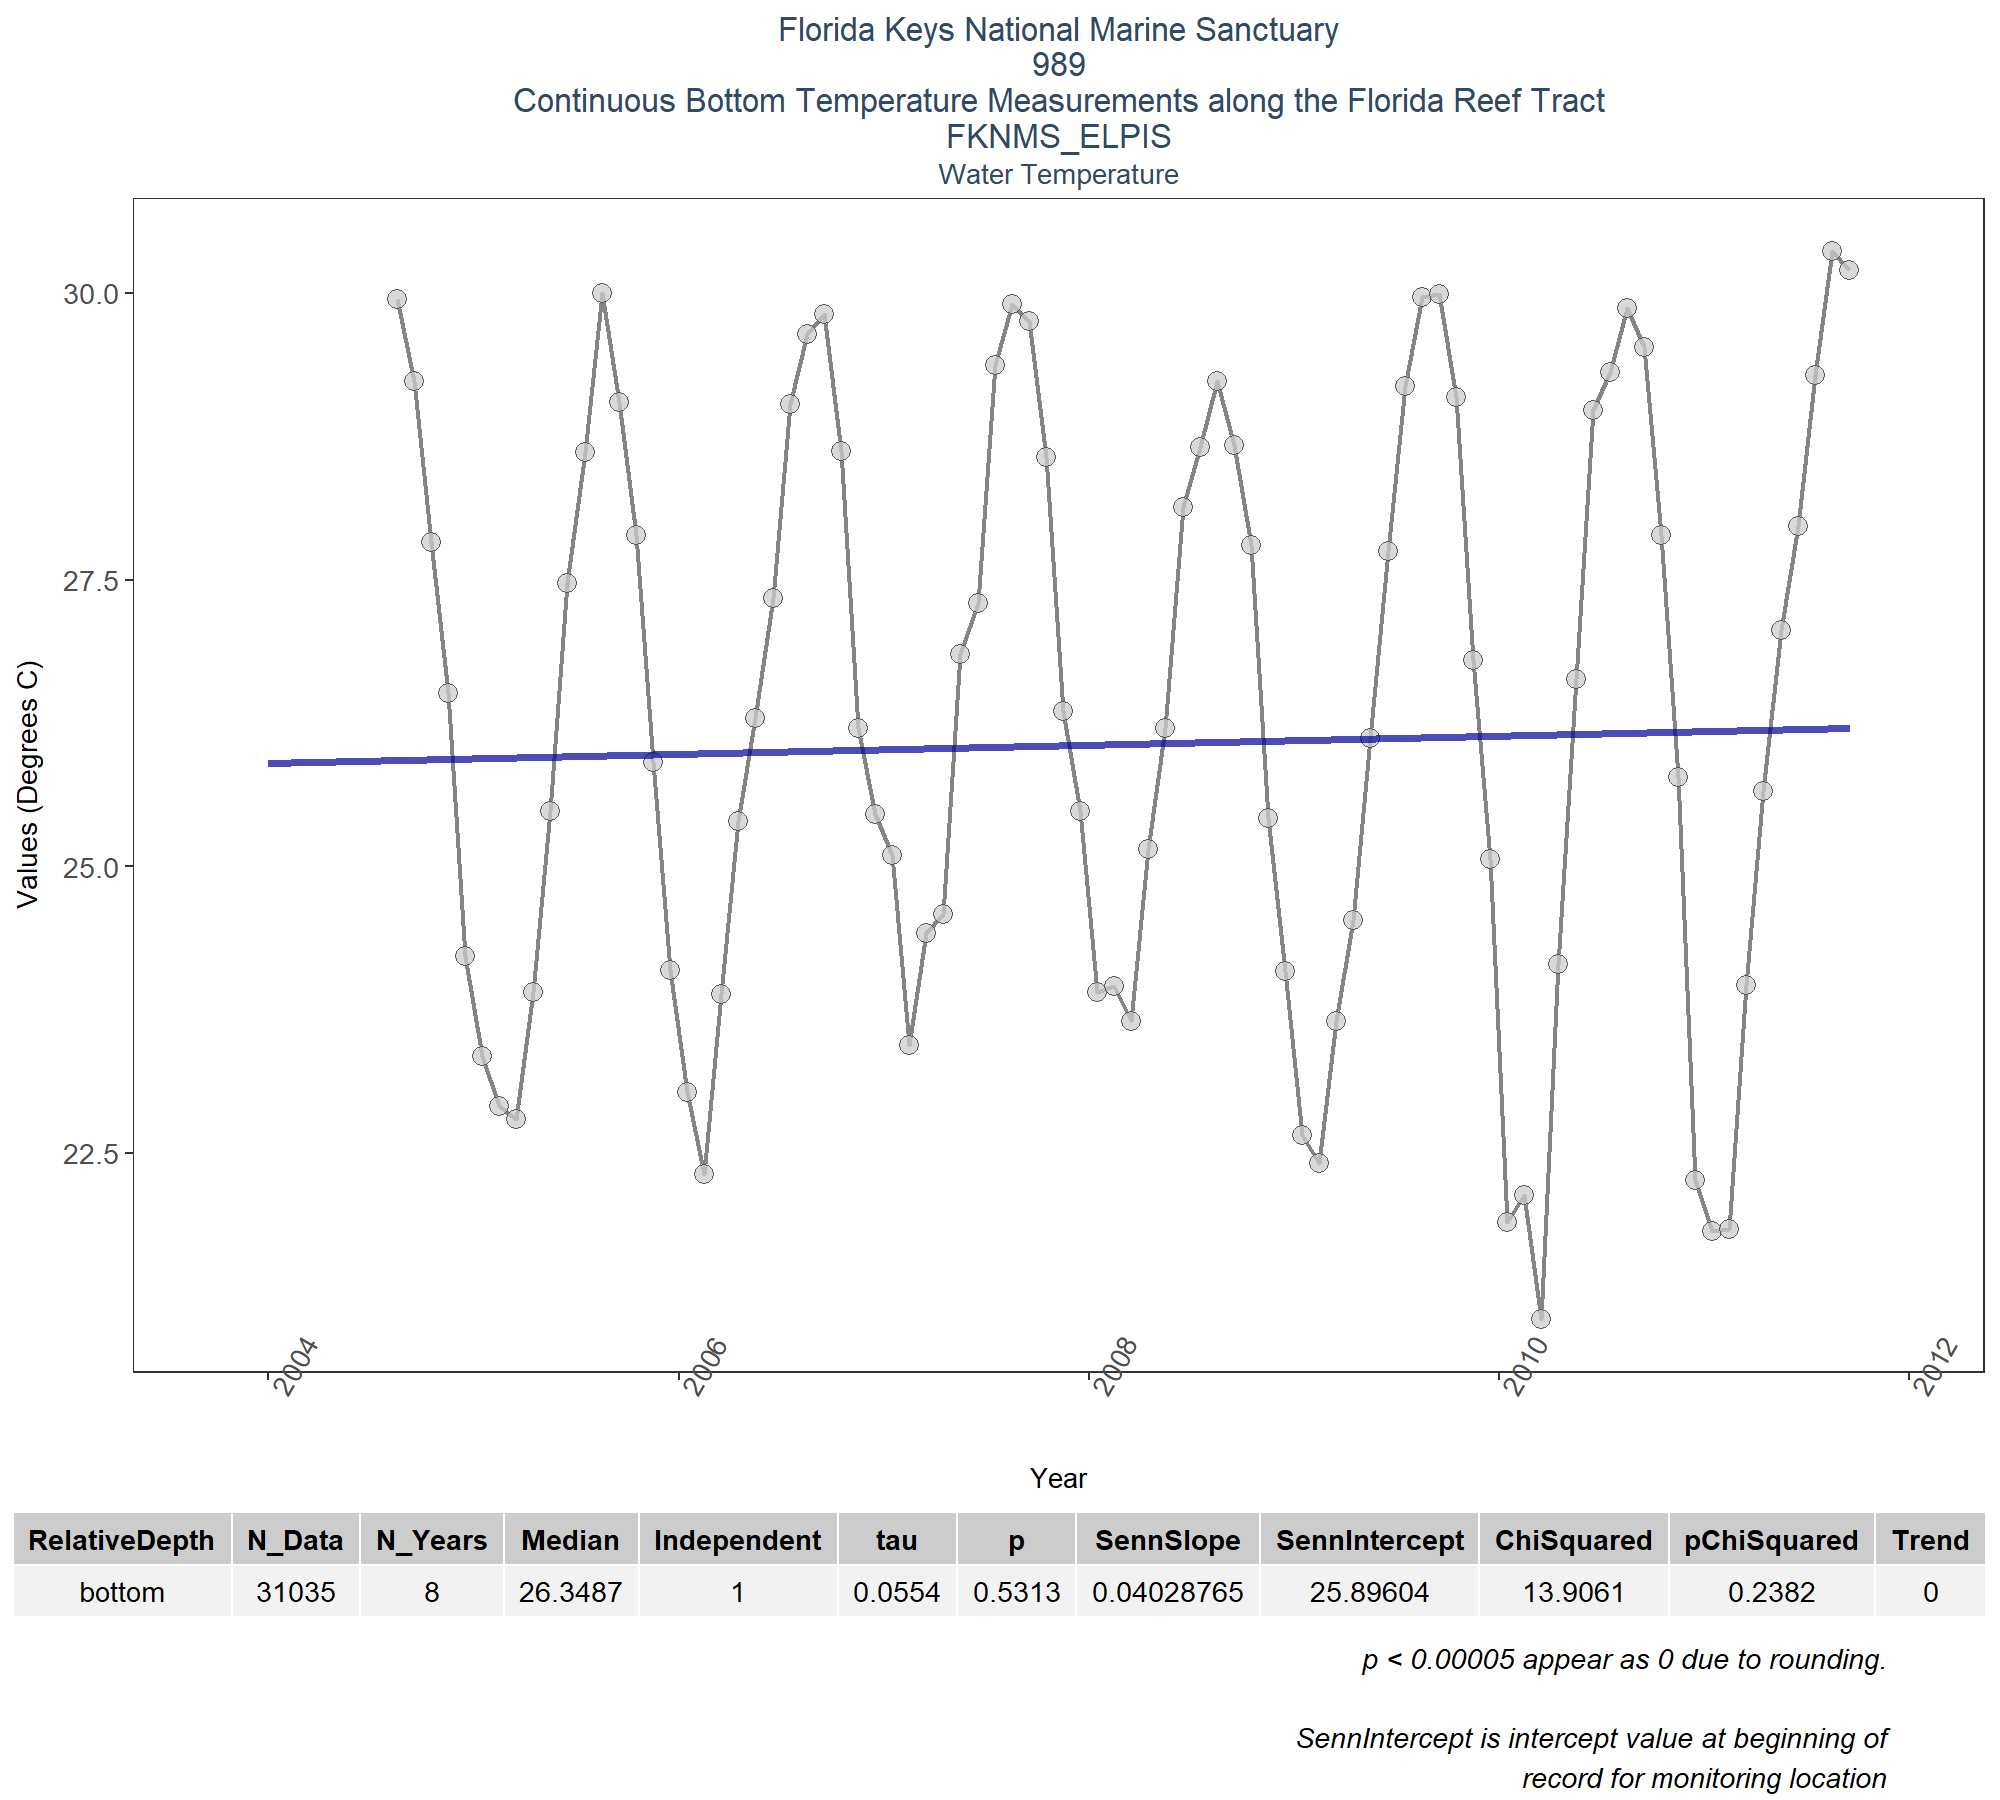 Florida Keys National Marine Sanctuary
989
Continuous Bottom Temperature Measurements along the Florida Reef Tract
FKNMS_ELPIS
Water Temperature
Values (Degrees C)
30.0
27.5
25.0
22.5
2004
2006
2008
2010
2012
Year
RelativeDepth N_Data N_Years Median Independent tau p SennSlope SennIntercept ChiSquared pChiSquared Trend
bottom 31035 8 26.3487 1 0.0554 0.5313 0.04028765 25.89604 13.9061 0.2382 0
p < 0.00005 appear as 0 due to rounding.
SennIntercept is intercept value at beginning of
record for monitoring location